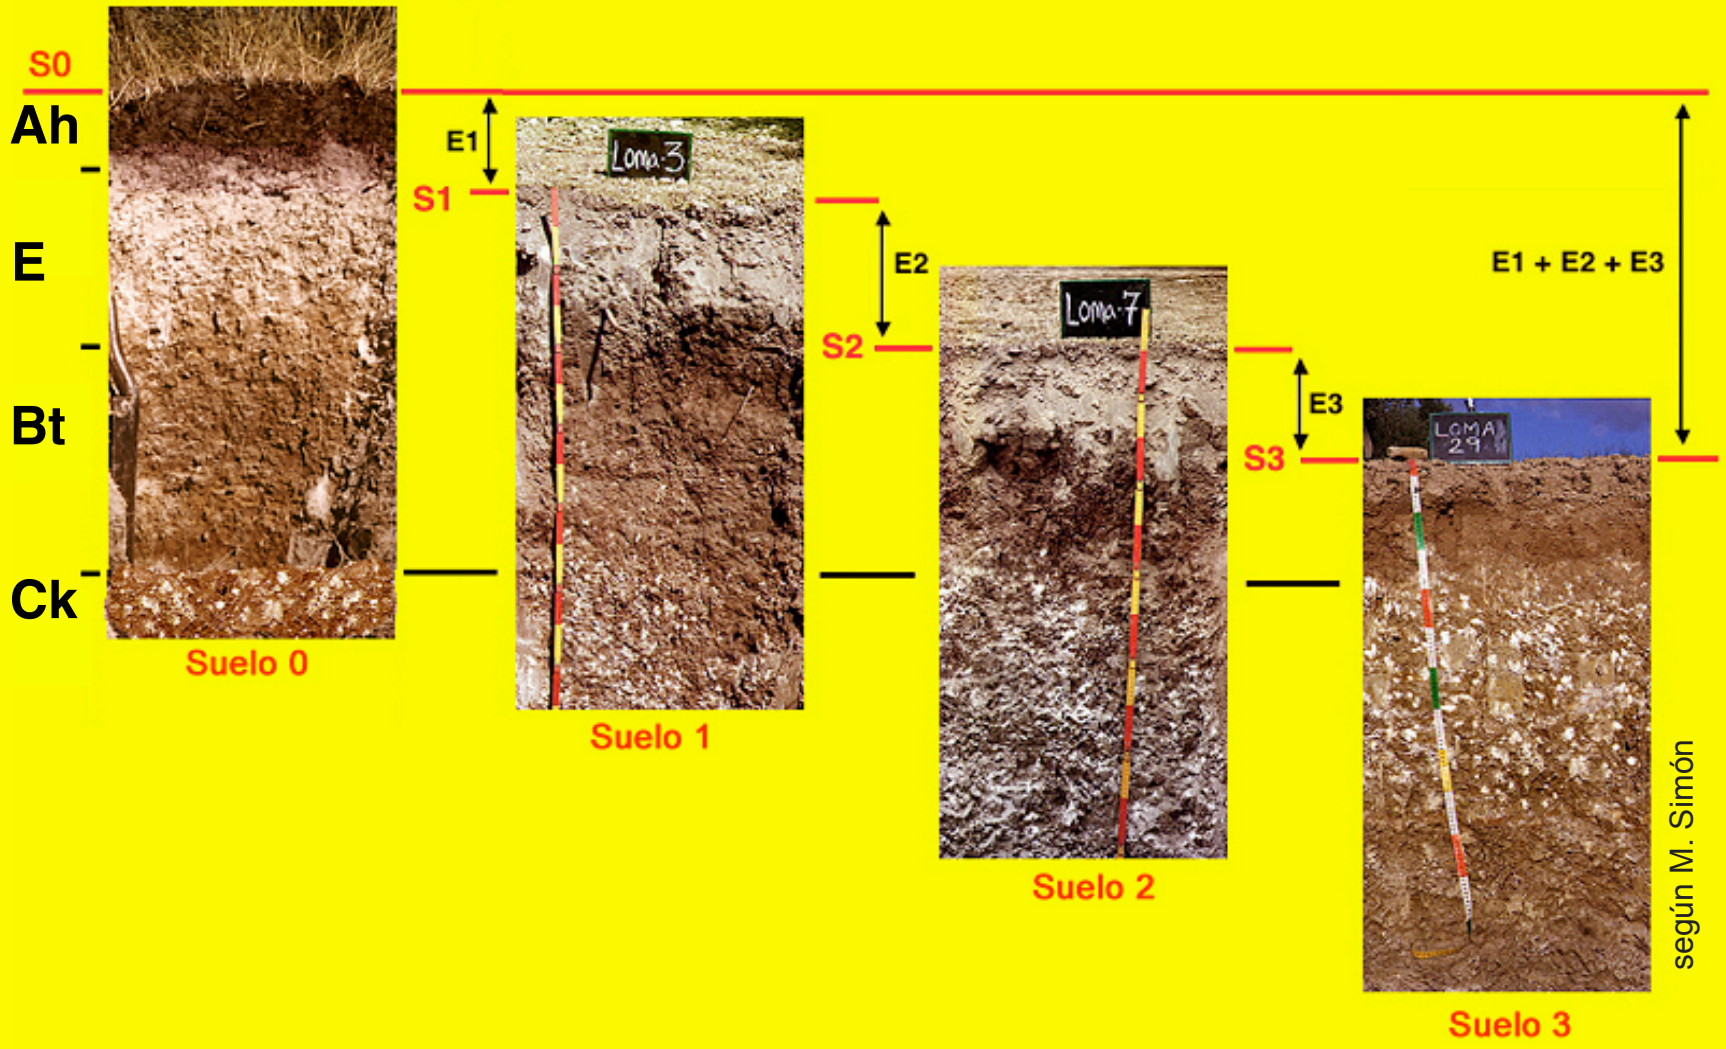 S0
Ah
E
Bt
Ck
Suelo 0
E1
S1
Loma-3
Suelo 1
E2
S2
Loma-7
Suelo 2
E3
S3
LOMA
29
Suelo 3
E1 + E2 + E3
según M. Simón